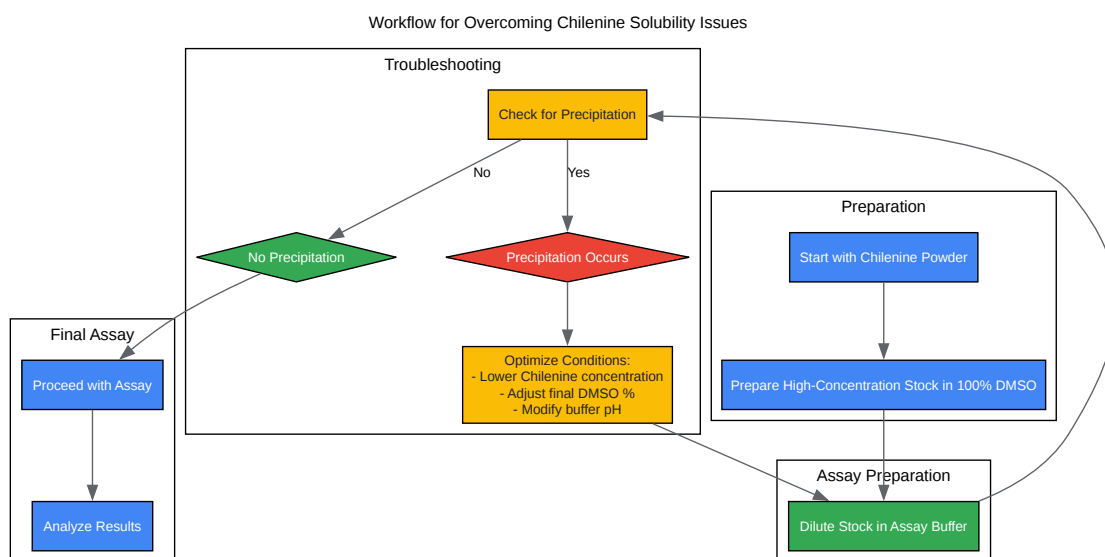 Workflow for Overcoming Chilenine Solubility Issues
Troubleshooting
Check for Precipitation
No
Yes
No Precipitation
Precipitation Occurs
Optimize Conditions:
- Lower Chilenine concentration
- Adjust final DMSO %
- Modify buffer pH
Preparation
Start with Chilenine Powder
Prepare High-Concentration Stock in 100% DMSO
Assay Preparation
Dilute Stock in Assay Buffer
Final Assay
Proceed with Assay
Analyze Results